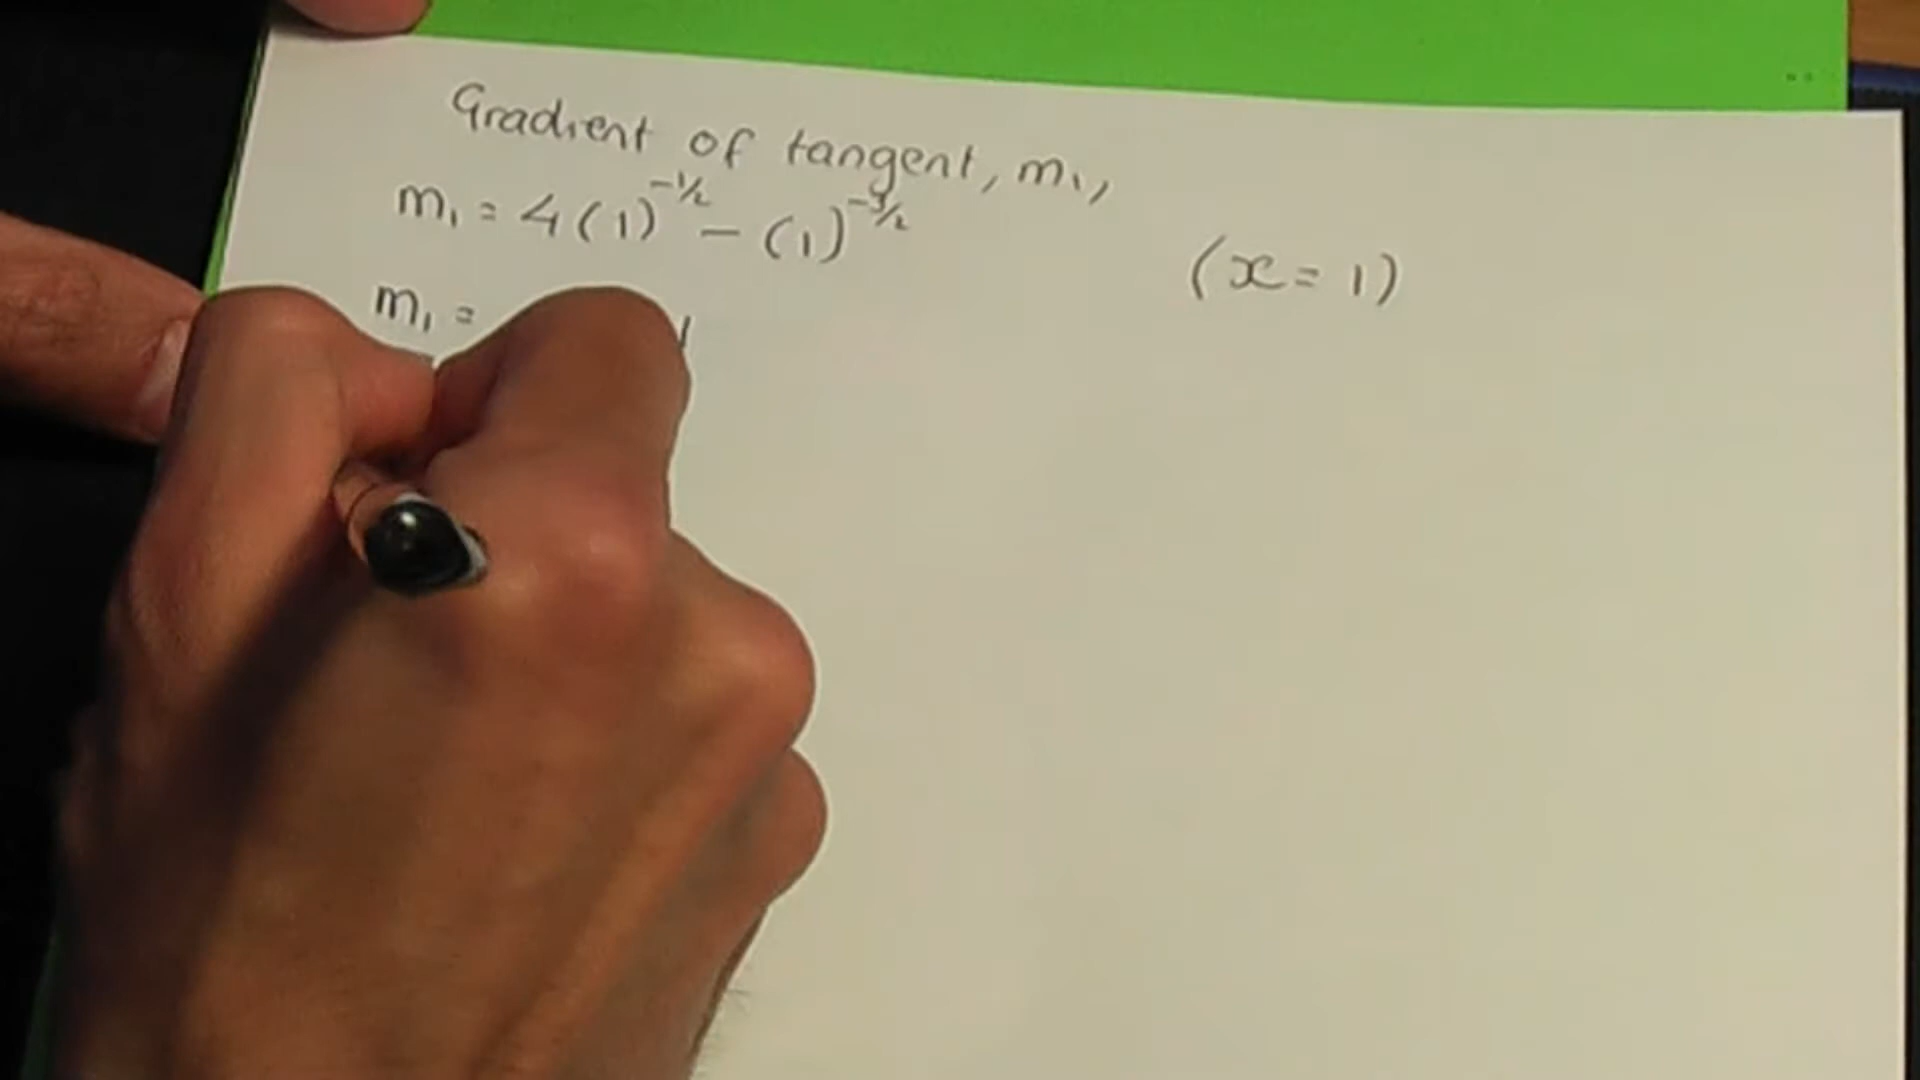 Gradient of tangent, m₁,
m₁ = 4(1)^-1/2 - (1)^-3/2
(x = 1)
m₁ =